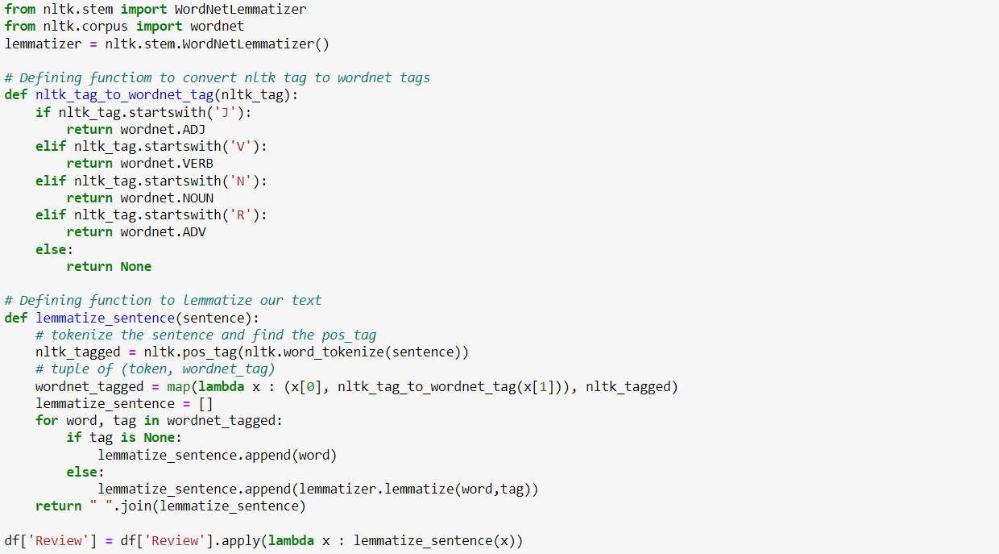 from nltk.stem import WordNetLemmatizer
from nltk.corpus import wordnet
lemmatizer = nltk.stem.WordNetLemmatizer()

# Defining functiom to convert nltk tag to wordnet tags
def nltk_tag_to_wordnet_tag(nltk_tag):
    if nltk_tag.startswith('J'):
        return wordnet.ADJ
    elif nltk_tag.startswith('V'):
        return wordnet.VERB
    elif nltk_tag.startswith('N'):
        return wordnet.NOUN
    elif nltk_tag.startswith('R'):
        return wordnet.ADV
    else:
        return None

# Defining function to lemmatize our text
def lemmatize_sentence(sentence):
    # tokenize the sentence and find the pos_tag
    nltk_tagged = nltk.pos_tag(nltk.word_tokenize(sentence))
    # tuple of (token, wordnet_tag)
    wordnet_tagged = map(lambda x : (x[0], nltk_tag_to_wordnet_tag(x[1])), nltk_tagged)
    lemmatize_sentence = []
    for word, tag in wordnet_tagged:
        if tag is None:
            lemmatize_sentence.append(word)
        else:
            lemmatize_sentence.append(lemmatizer.lemmatize(word,tag))
    return " ".join(lemmatize_sentence)

df['Review'] = df['Review'].apply(lambda x : lemmatize_sentence(x))